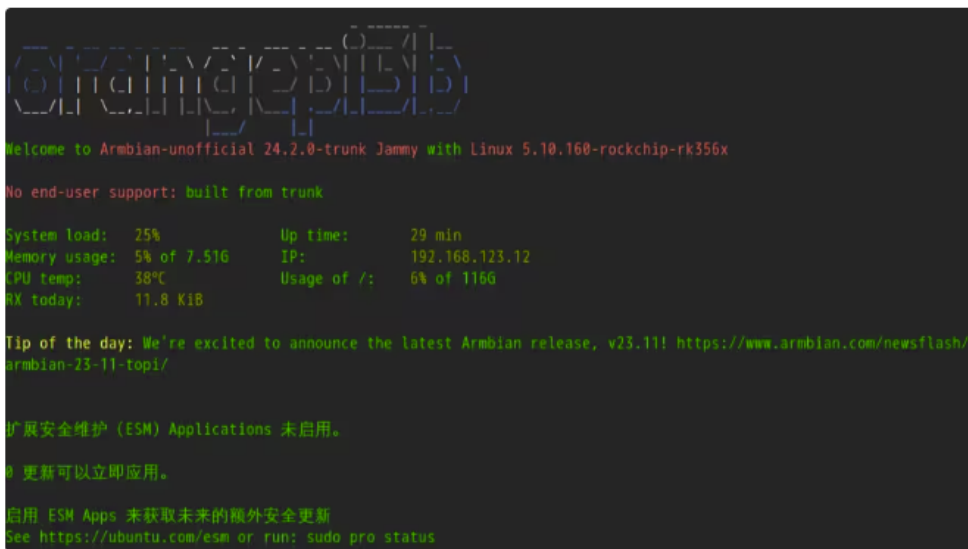 orangepi3b
Welcome to Armbian-unofficial 24.2.0-trunk Jammy with Linux 5.10.160-rockchip-rk356x
No end-user support: built from trunk
System load: 25% Up time: 29 min
Memory usage: 5% of 7.51G IP: 192.168.123.12
CPU temp: 38°C Usage of /: 6% of 116G
RX today: 11.8 KiB
Tip of the day: We're excited to announce the latest Armbian release, v23.11! https://www.armbian.com/newsflash/
armbian-23-11-topi/
扩展安全维护 (ESM) Applications 未启用。
0 更新可以立即应用。
启用 ESM Apps 来获取未来的额外安全更新
See https://ubuntu.com/esm or run: sudo pro status